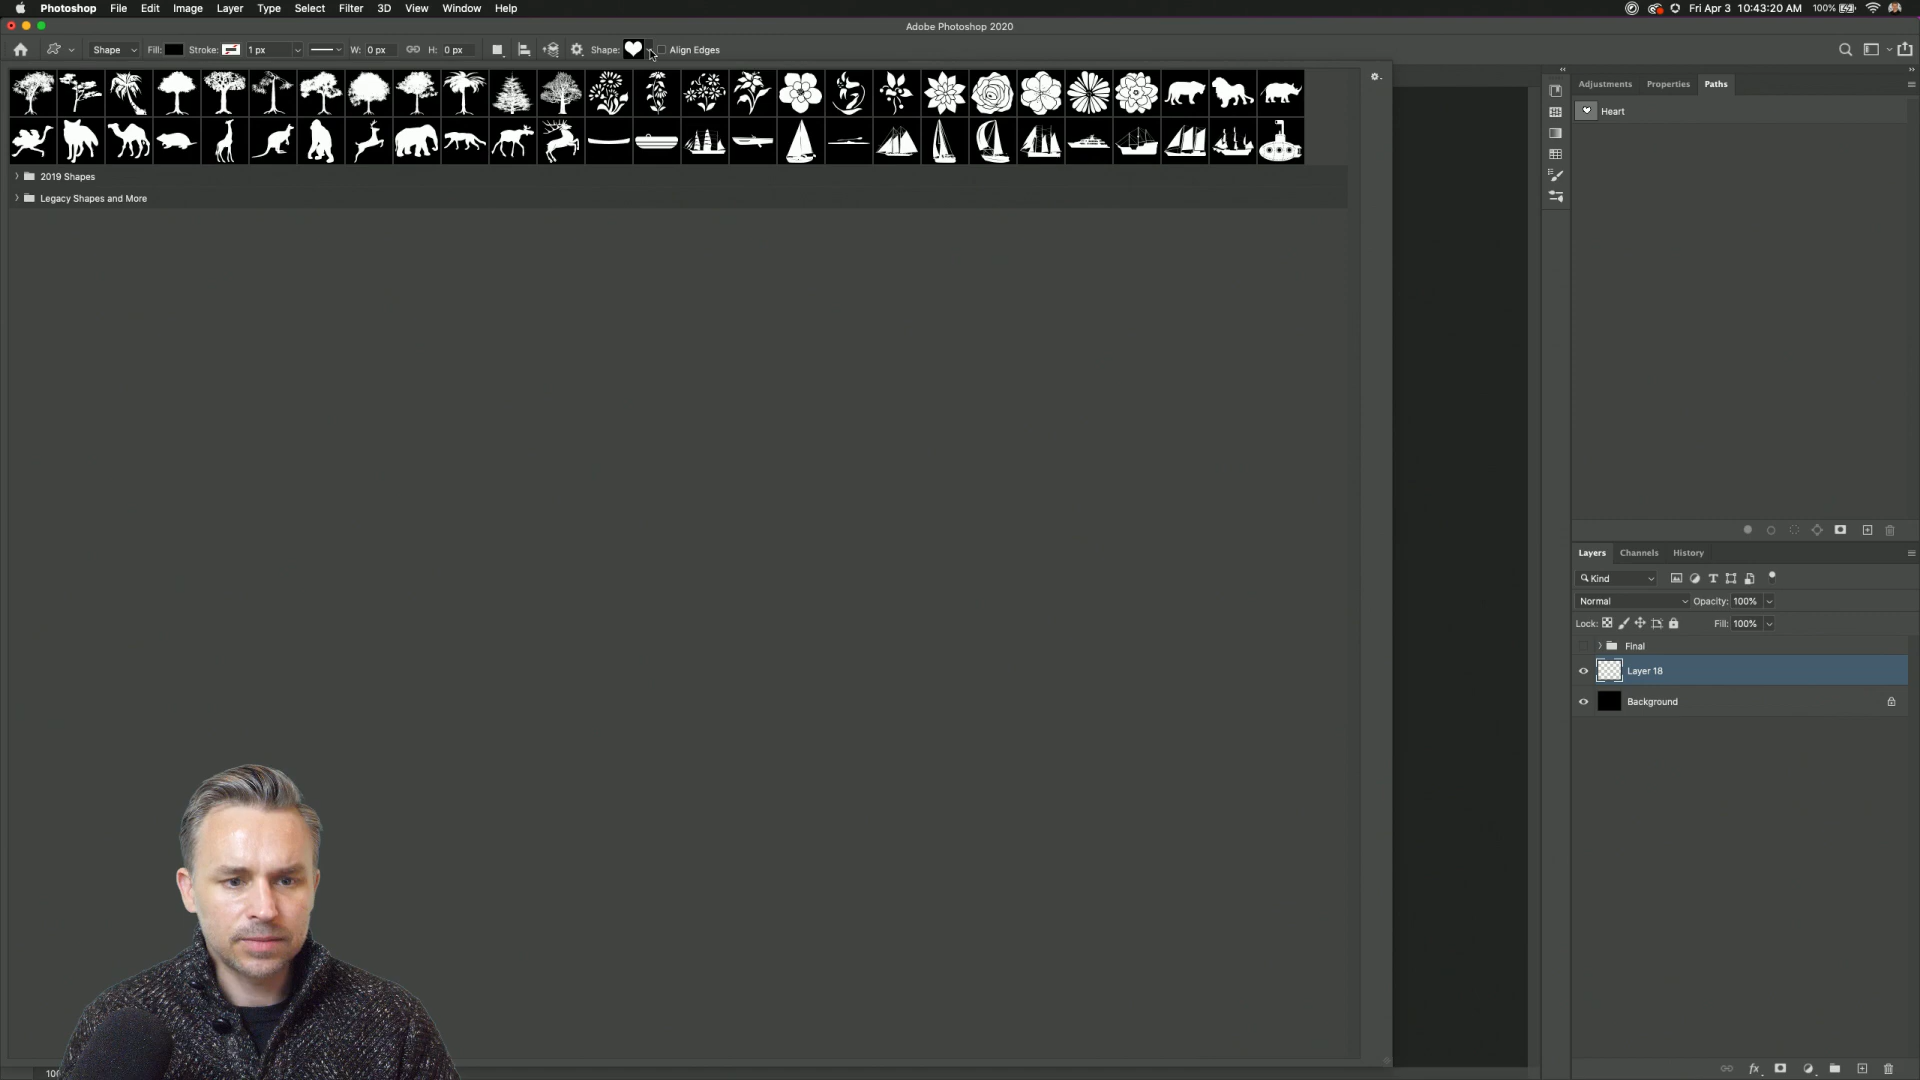 Photoshop File Edit Image Layer Type Select Filter 3D View Window Help
Fri Apr 3 10:43:20 AM 100%
Adobe Photoshop 2020
Shape Fill: Stroke: 1 px W: 0 px H: 0 px Shape: Align Edges
Adjustments Properties Paths
Heart
2019 Shapes
Legacy Shapes and More
Layers Channels History
Kind
Normal Opacity: 100%
Lock: Fill: 100%
Final
Layer 18
Background
fx